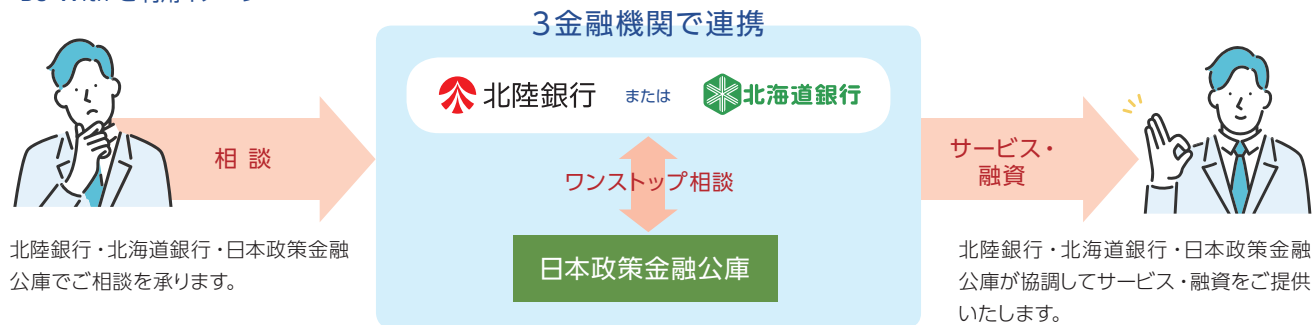 3金融機関で連携
北陸銀行 または 北海道銀行
相談
ワンストップ相談
サービス・
融資
日本政策金融公庫
北陸銀行・北海道銀行・日本政策金融
公庫でご相談を承ります。
北陸銀行・北海道銀行・日本政策金融
公庫が協調してサービス・融資をご提供
いたします。